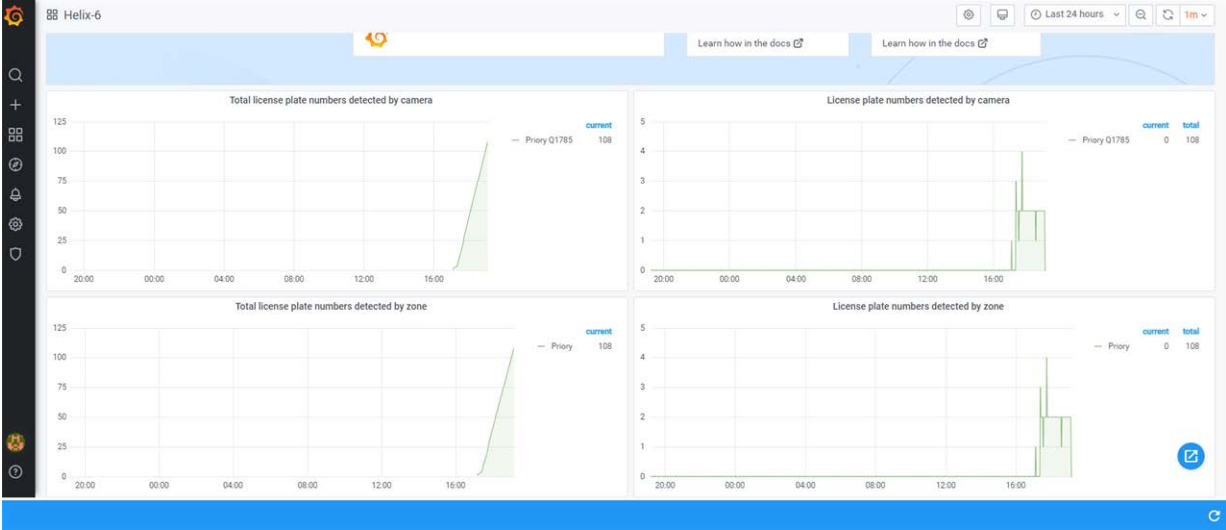 Helix-6
Last 24 hours
1m
Learn how in the docs
Learn how in the docs
Total license plate numbers detected by camera
125
100
75
50
25
0
20:00 00:00 04:00 08:00 12:00 16:00
current
Priory Q1785 108
License plate numbers detected by camera
5
4
3
2
1
0
20:00 00:00 04:00 08:00 12:00 16:00
current total
Priory Q1785 0 108
Total license plate numbers detected by zone
125
100
75
50
25
0
20:00 00:00 04:00 08:00 12:00 16:00
current
Priory 108
License plate numbers detected by zone
5
4
3
2
1
0
20:00 00:00 04:00 08:00 12:00 16:00
current total
Priory 0 108